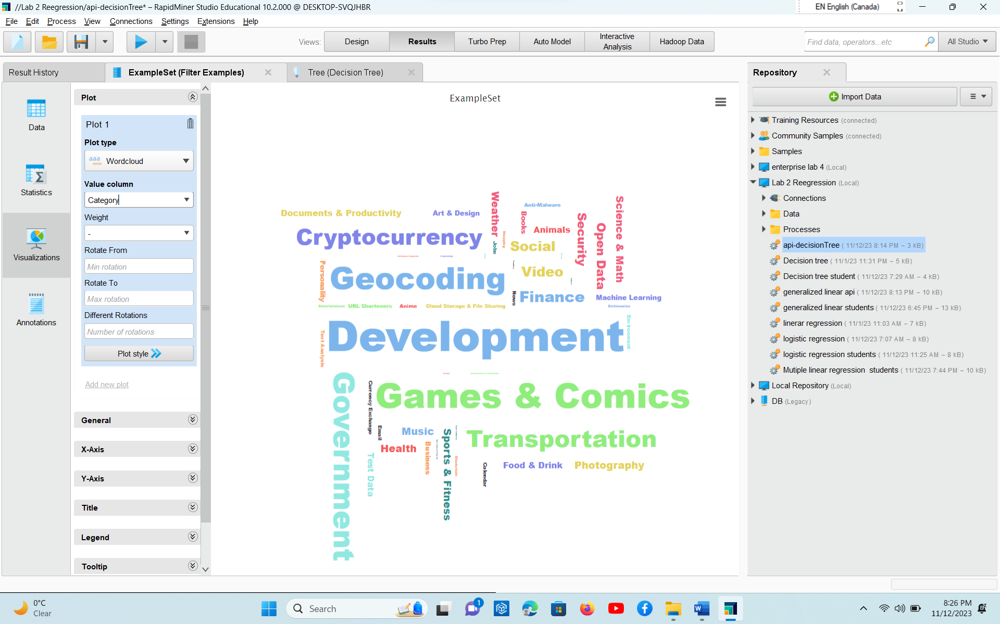 //Lab 2 Reegression/api-decisionTree* – RapidMiner Studio Educational 10.2.000 @ DESKTOP-SVQJHBR
EN English (Canada)
File Edit Process View Connections Settings Extensions Help
Views: Design Results Turbo Prep Auto Model Interactive Analysis Hadoop Data
Find data, operators...etc
All Studio
Result History
ExampleSet (Filter Examples)
Tree (Decision Tree)
Repository
Data
Statistics
Visualizations
Annotations
Plot
Plot 1
Plot type
aaa
Wordcloud
Value column
Category
Weight
-
Rotate From
Min rotation
Rotate To
Max rotation
Different Rotations
Number of rotations
Plot style
Add new plot
General
X-Axis
Y-Axis
Title
Legend
Tooltip
ExampleSet
Documents & Productivity
Art & Design
Weather
Anti-Malware
Books
Science & Math
Cryptocurrency
Shopping
Jobs
Animals
Security
Open Data
Social
Personality
Geocoding
Video
News
Finance
Machine Learning
Entertainment
URL Shorteners
Anime
Cloud Storage & File Sharing
Dictionaries
Text Analysis
Development
Environment
Government
Currency Exchange
Games & Comics
Email
Music
Sports & Fitness
Transportation
Health
Business
Test Data
Blockchain
Calendar
Food & Drink
Photography
Import Data
Training Resources (connected)
Community Samples (connected)
Samples
enterprise lab 4 (Local)
Lab 2 Reegression (Local)
Connections
Data
Processes
api-decisionTree ( 11/12/23 8:14 PM – 3 kB)
Decision tree ( 11/1/23 11:31 PM – 5 kB)
Decision tree student ( 11/12/23 7:29 AM – 4 kB)
generalized linear api ( 11/12/23 8:13 PM – 10 kB)
generalized linear students ( 11/12/23 6:45 PM – 13 kB)
linerar regression ( 11/1/23 11:03 AM – 7 kB)
logistic regression ( 11/12/23 7:07 AM – 8 kB)
logistic regression students ( 11/12/23 11:25 AM – 8 kB)
Mutiple linear regression students ( 11/12/23 7:44 PM – 10 kB)
Local Repository (Local)
DB (Legacy)
0°C
Clear
Search
1
8:26 PM
11/12/2023